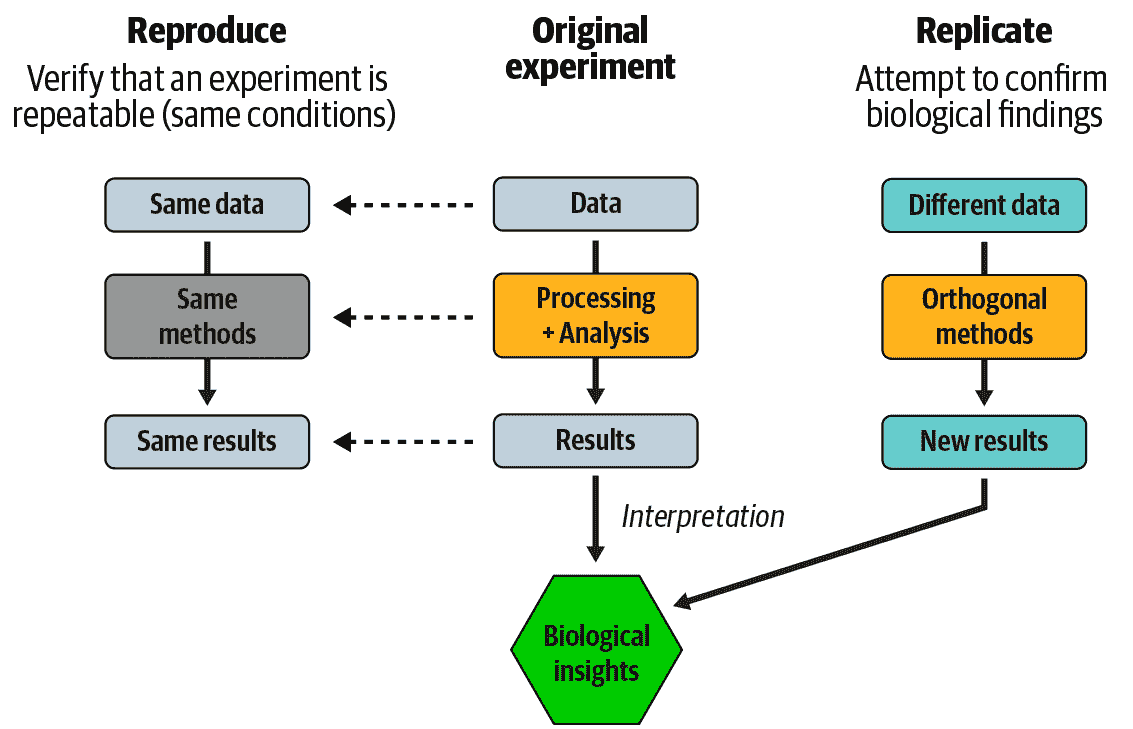 Reproduce
Verify that an experiment is
repeatable (same conditions)
Original
experiment
Replicate
Attempt to confirm
biological findings
Same data
Data
Different data
Same
methods
Processing
+ Analysis
Orthogonal
methods
Same results
Results
New results
Interpretation
Biological
insights